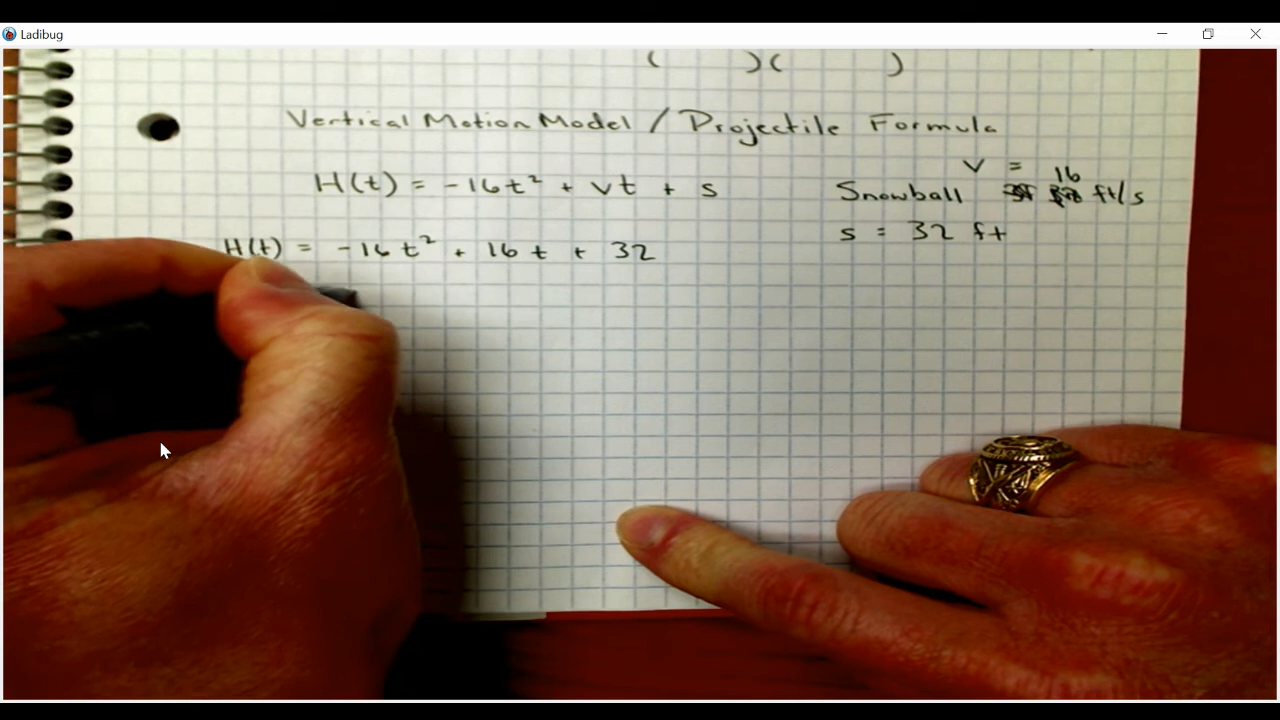 Ladibug
( )( )
Vertical Motion Model / Projectile Formula
H(t) = -16t² + vt + s
v = 16
Snowball ft/s
s = 32 ft
H(t) = -16t² + 16t + 32